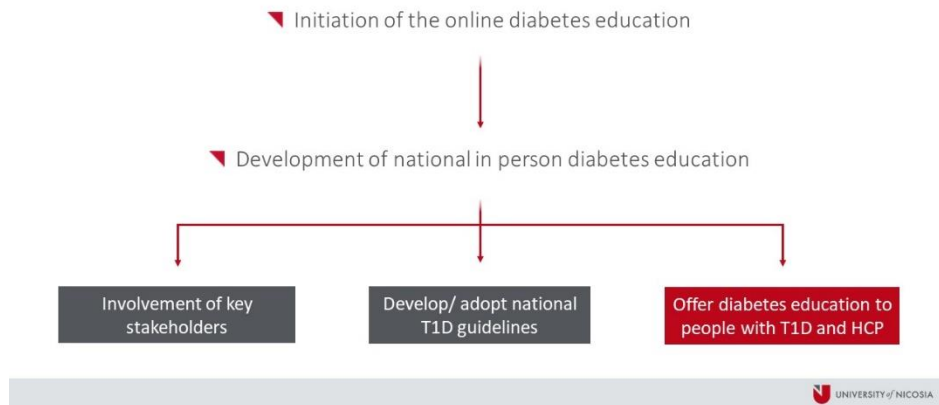 Initiation of the online diabetes education
Development of national in person diabetes education
Involvement of key
stakeholders
Develop/ adopt national
T1D guidelines
Offer diabetes education to
people with T1D and HCP
UNIVERSITY of NICOSIA